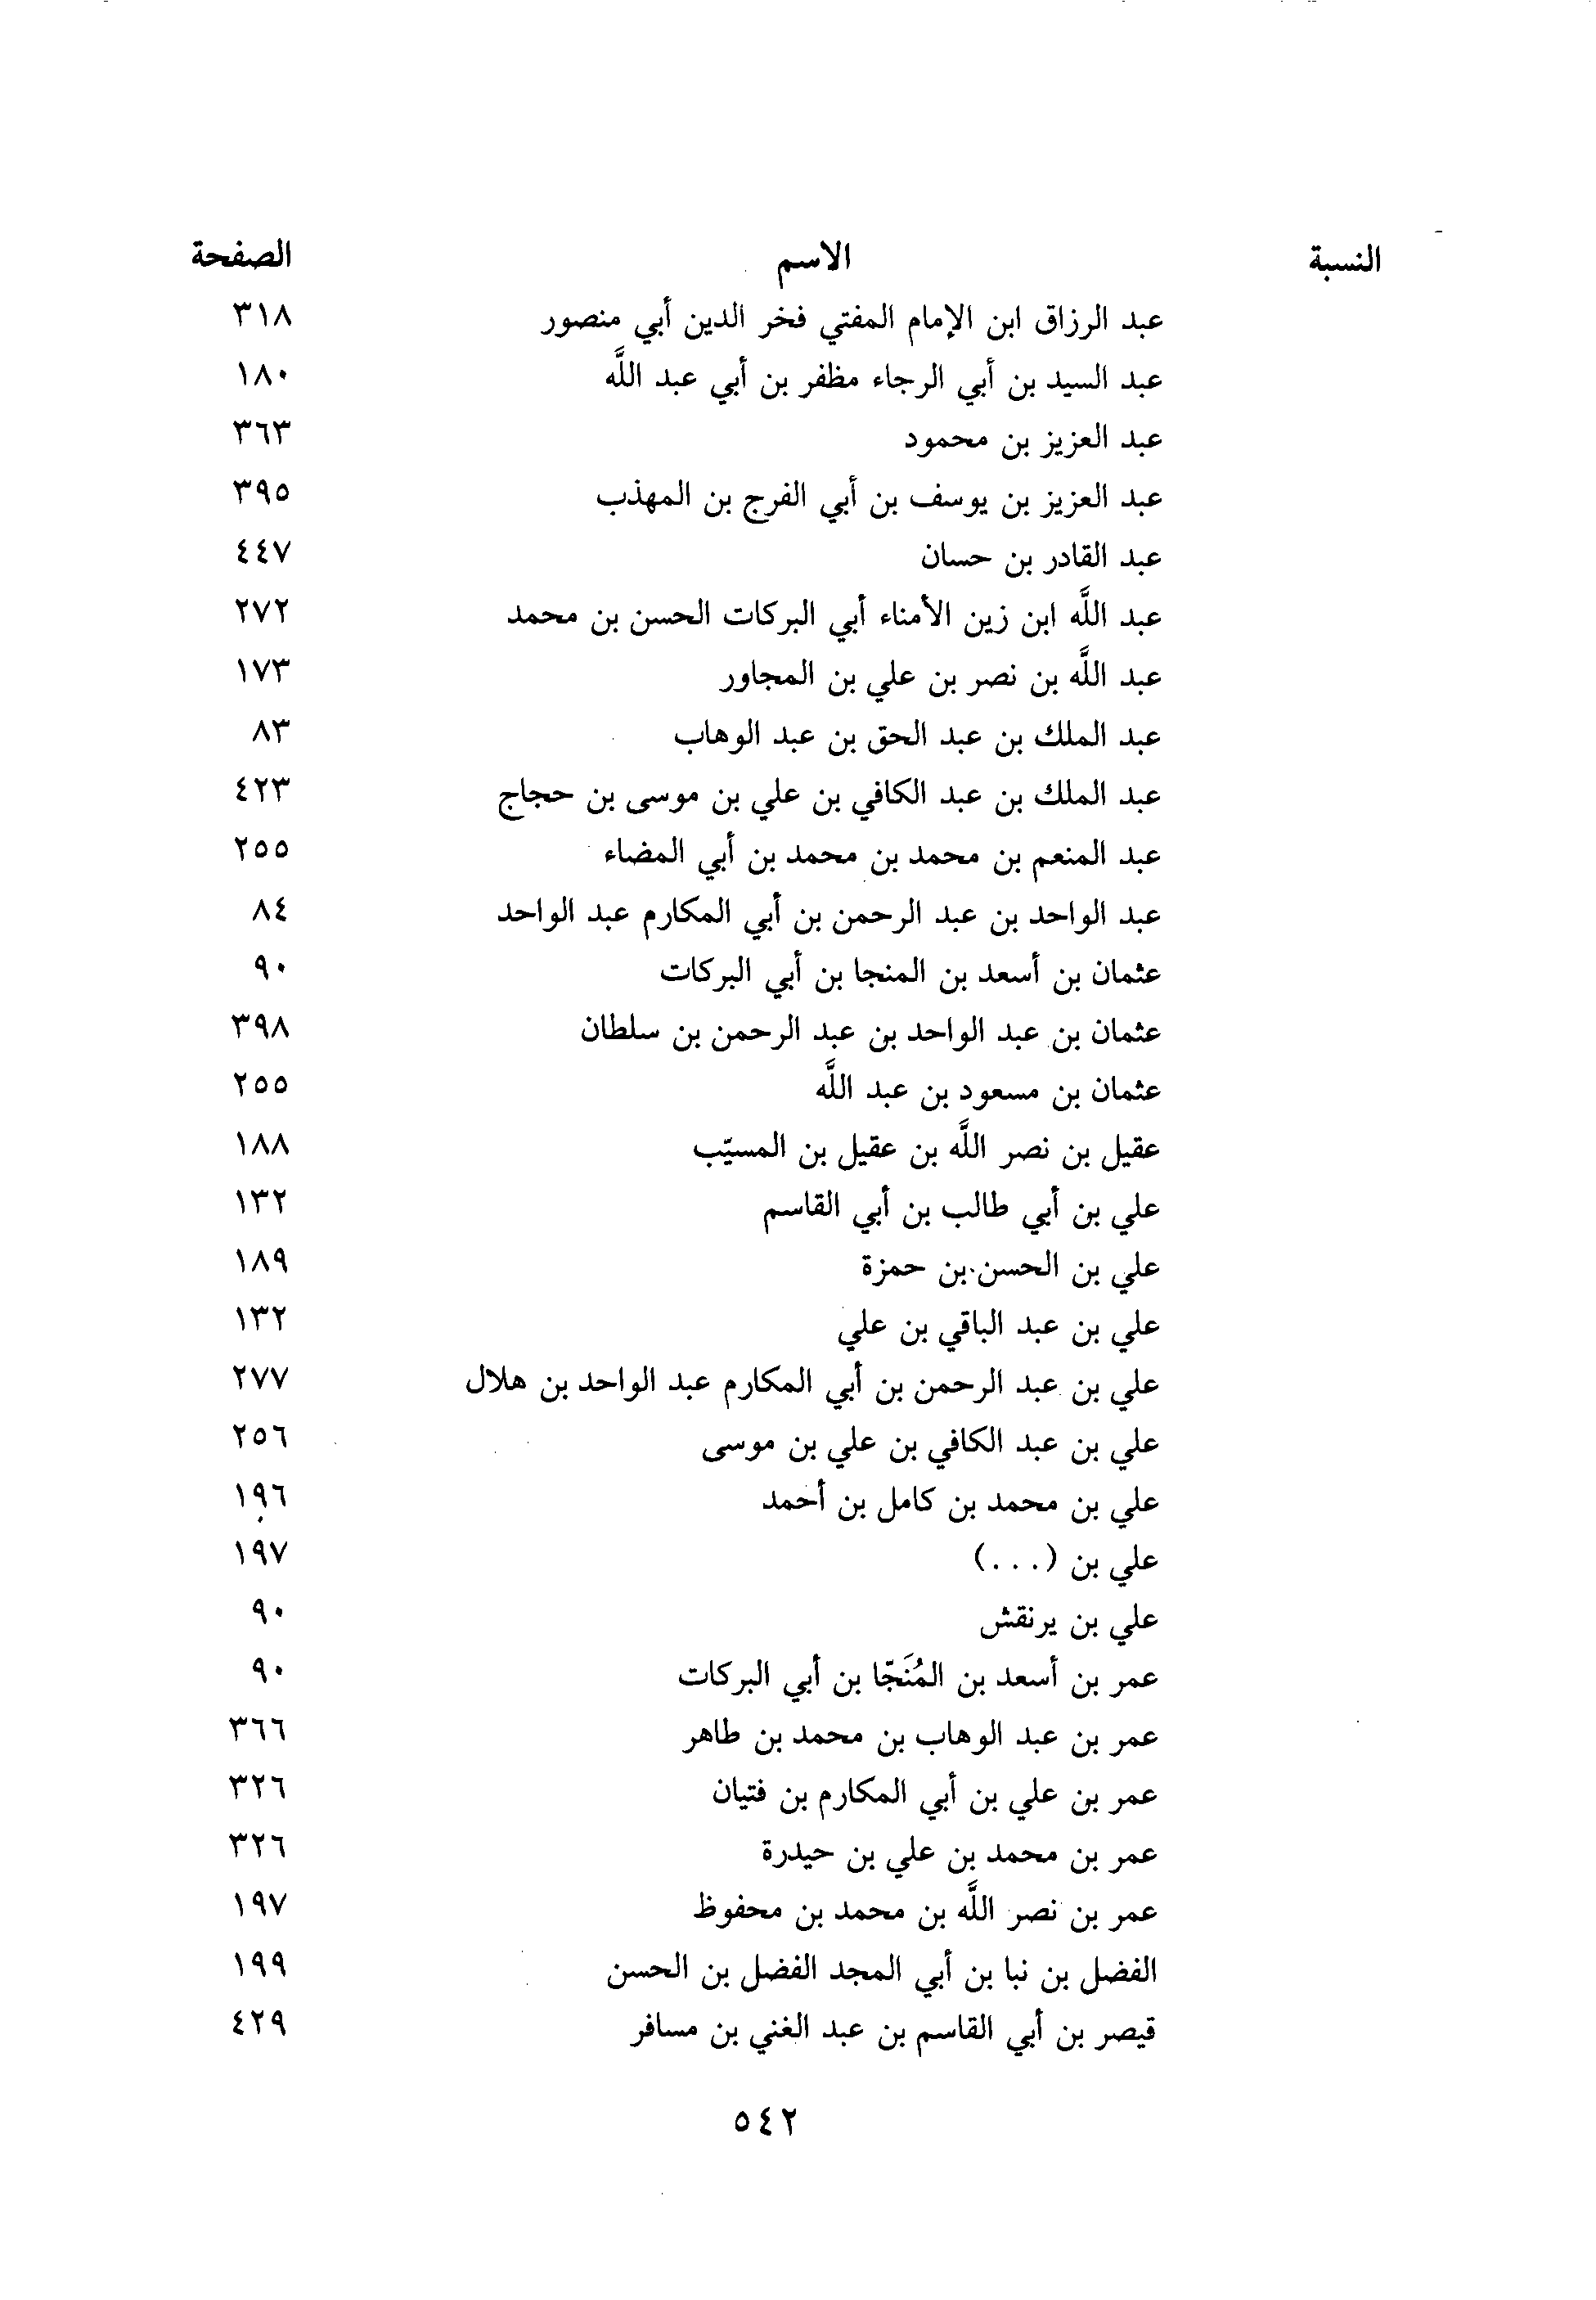 النسبة الاسم الصفحة
عبد الرزاق ابن الإمام المفتي فخر الدين أبي منصور ٣١٨
عبد السيد بن أبي الرجاء مظفر بن أبي عبد اللَّه ١٨٠
عبد العزيز بن محمود ٣٦٣
عبد العزيز بن يوسف بن أبي الفرج بن المهذب ٣٩٥
عبد القادر بن حسان ٤٤٧
عبد اللَّه ابن زين الأمناء أبي البركات الحسن بن محمد ٢٧٢
عبد اللَّه بن نصر بن علي بن المجاور ١٧٣
عبد الملك بن عبد الحق بن عبد الوهاب ٨٣
عبد الملك بن عبد الكافي بن علي بن موسى بن حجاج ٤٢٣
عبد المنعم بن محمد بن محمد بن أبي المضاء ٢٥٥
عبد الواحد بن عبد الرحمن بن أبي المكارم عبد الواحد ٨٤
عثمان بن أسعد بن المنجا بن أبي البركات ٩٠
عثمان بن عبد الواحد بن عبد الرحمن بن سلطان ٣٩٨
عثمان بن مسعود بن عبد اللَّه ٢٥٥
عقيل بن نصر اللَّه بن عقيل بن المسيّب ١٨٨
علي بن أبي طالب بن أبي القاسم ١٣٢
علي بن الحسن بن حمزة ١٨٩
علي بن عبد الباقي بن علي ١٣٢
علي بن عبد الرحمن بن أبي المكارم عبد الواحد بن هلال ٢٧٧
علي بن عبد الكافي بن علي بن موسى ٢٥٦
علي بن محمد بن كامل بن أحمد ١٩٦
علي بن (...) ١٩٧
علي بن يرنقش ٩٠
عمر بن أسعد بن المُنَجّا بن أبي البركات ٩٠
عمر بن عبد الوهاب بن محمد بن طاهر ٣٦٦
عمر بن علي بن أبي المكارم بن فتيان ٣٢٦
عمر بن محمد بن علي بن حيدرة ٣٢٦
عمر بن نصر اللَّه بن محمد بن محفوظ ١٩٧
الفضل بن نبا بن أبي المجد الفضل بن الحسن ١٩٩
قيصر بن أبي القاسم بن عبد الغني بن مسافر ٤٢٩
٥٤٢